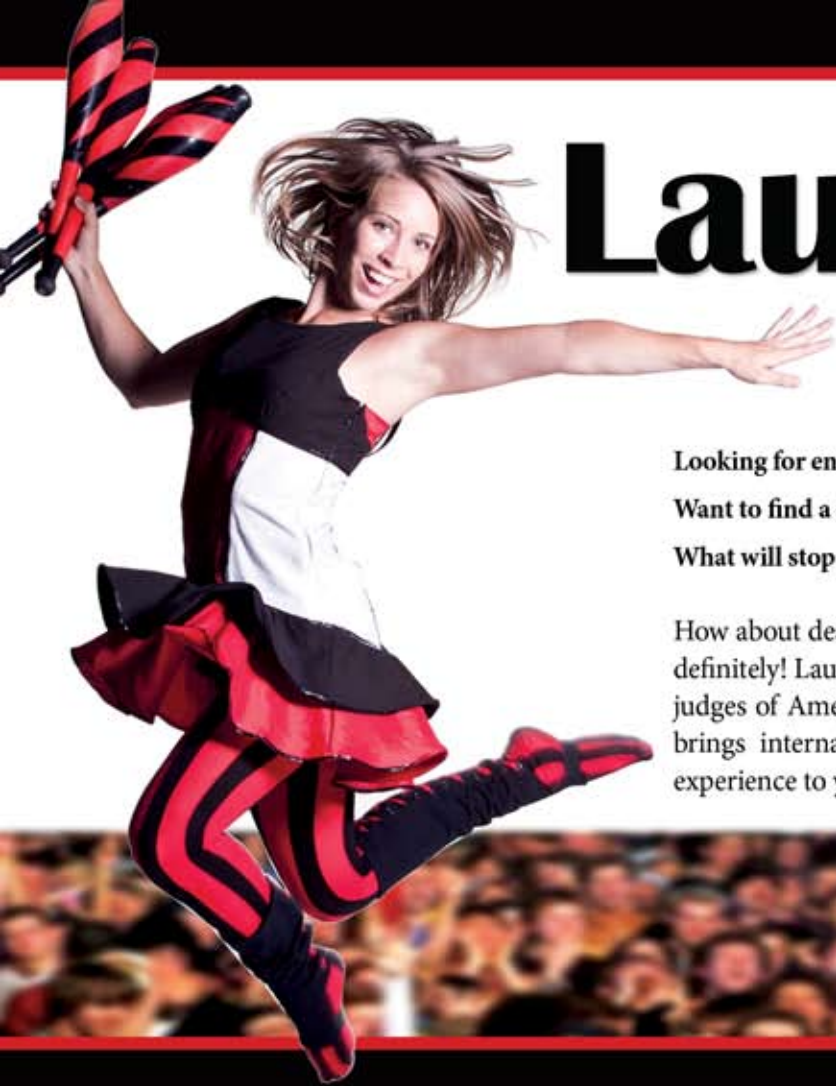 Lau
Looking for en
Want to find a
What will stop
How about de
definitely! Lau
judges of Ame
brings interna
experience to y